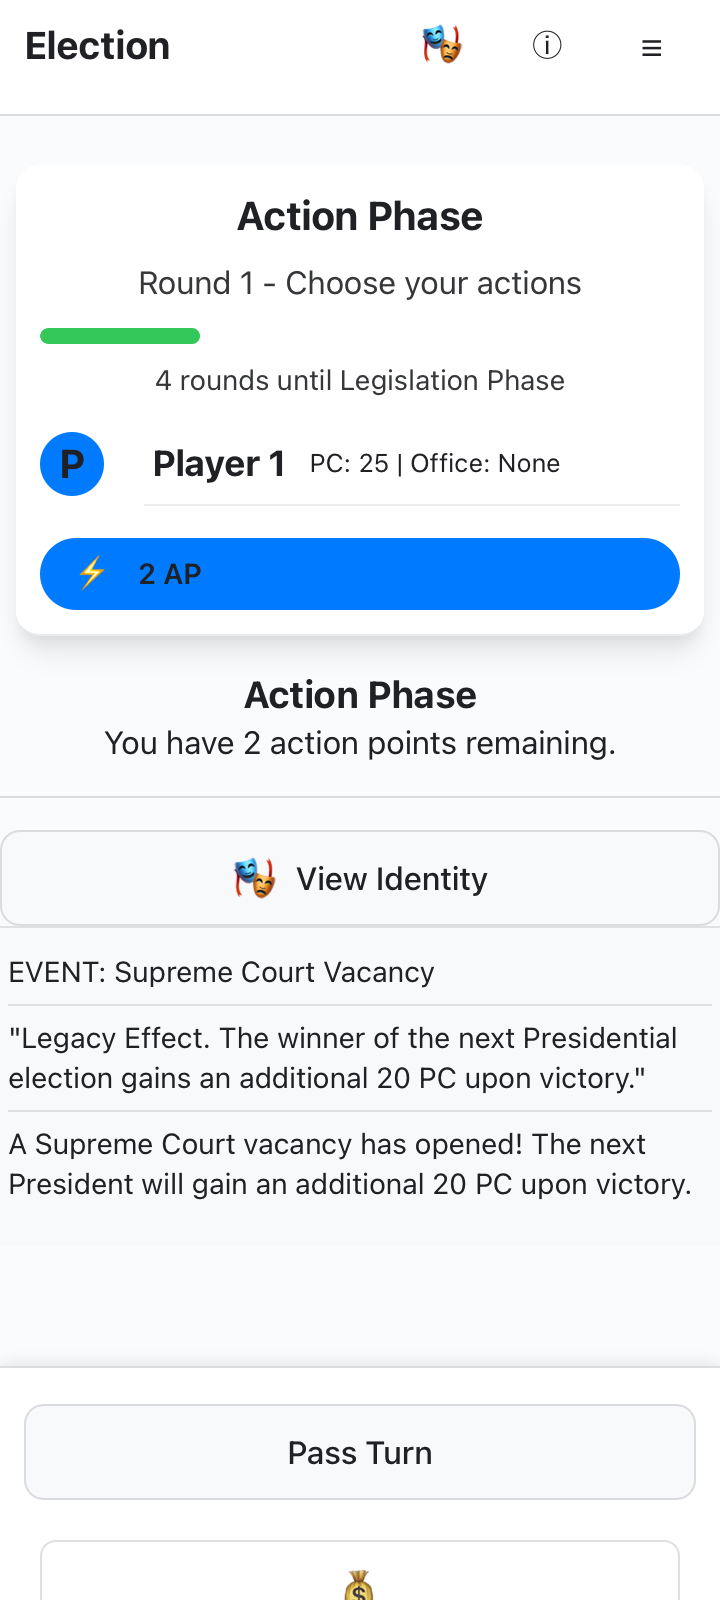 Election
Action Phase
Round 1 - Choose your actions
4 rounds until Legislation Phase
P
Player 1 PC: 25 | Office: None
2 AP
Action Phase
You have 2 action points remaining.
View Identity
EVENT: Supreme Court Vacancy
"Legacy Effect. The winner of the next Presidential
election gains an additional 20 PC upon victory."
A Supreme Court vacancy has opened! The next
President will gain an additional 20 PC upon victory.
Pass Turn